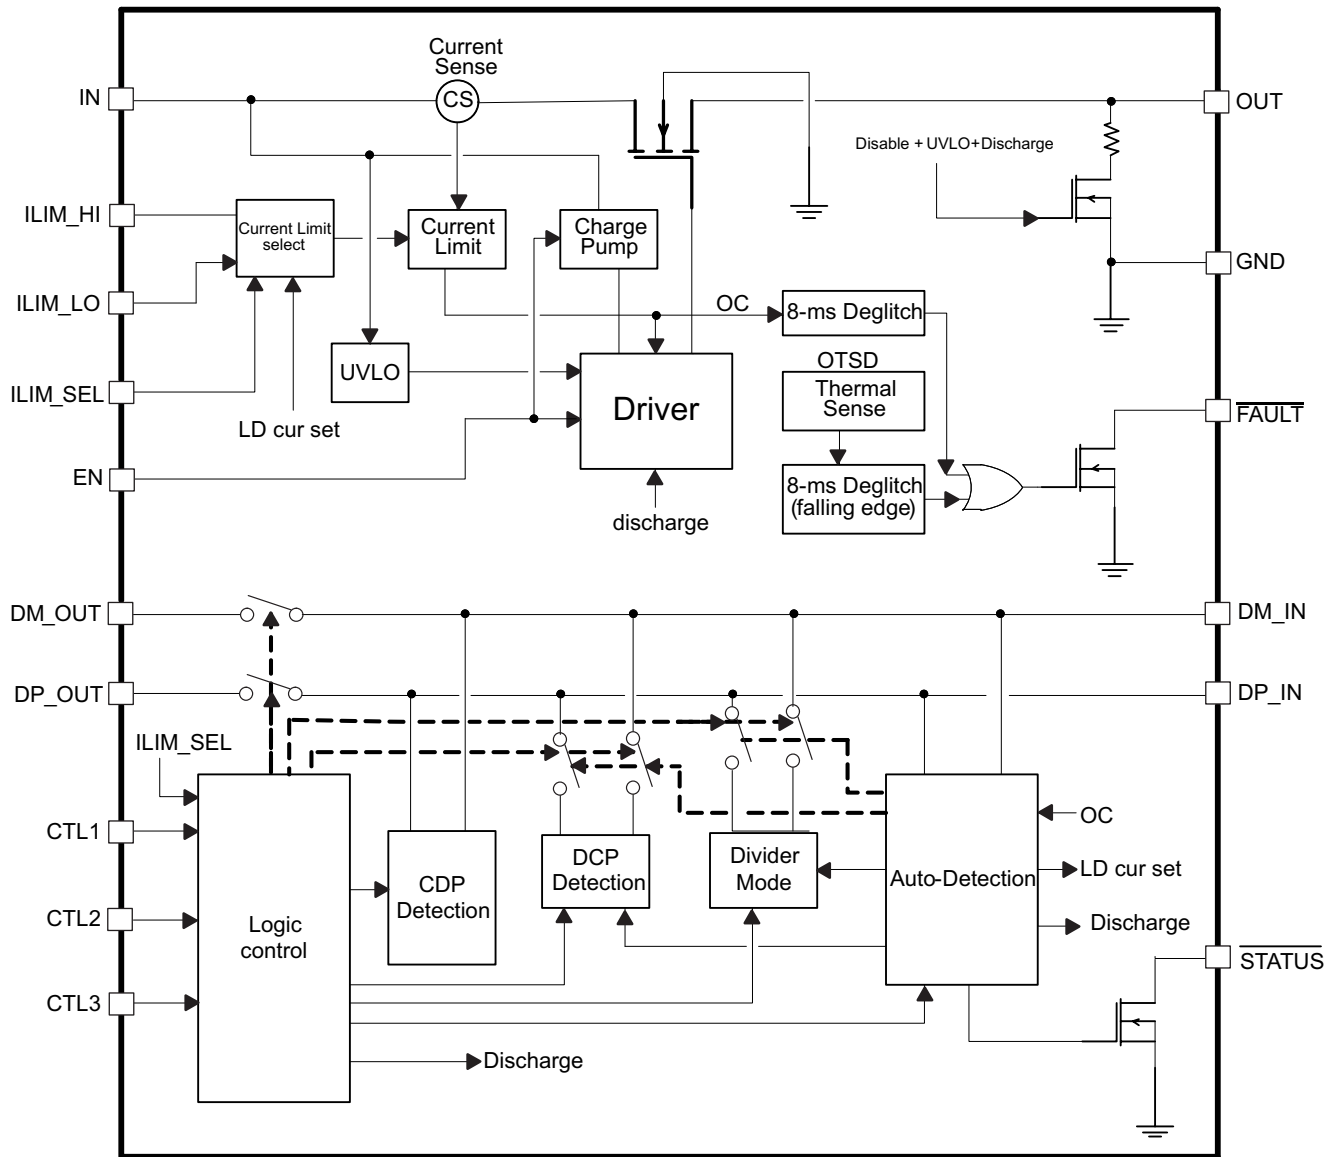 Current
Sense
IN
CS
OUT
Disable + UVLO+Discharge
ILIM_HI
Current Limit
select
Current
Limit
Charge
Pump
GND
ILIM_LO
OC
8-ms Deglitch
UVLO
OTSD
Thermal
Sense
ILIM_SEL
LD cur set
Driver
FAULT
EN
8-ms Deglitch
(falling edge)
discharge
DM_OUT
DM_IN
DP_OUT
DP_IN
ILIM_SEL
CTL1
OC
DCP
Detection
Divider
Mode
CDP
Detection
Auto-Detection
LD cur set
CTL2
Logic
control
Discharge
STATUS
CTL3
Discharge